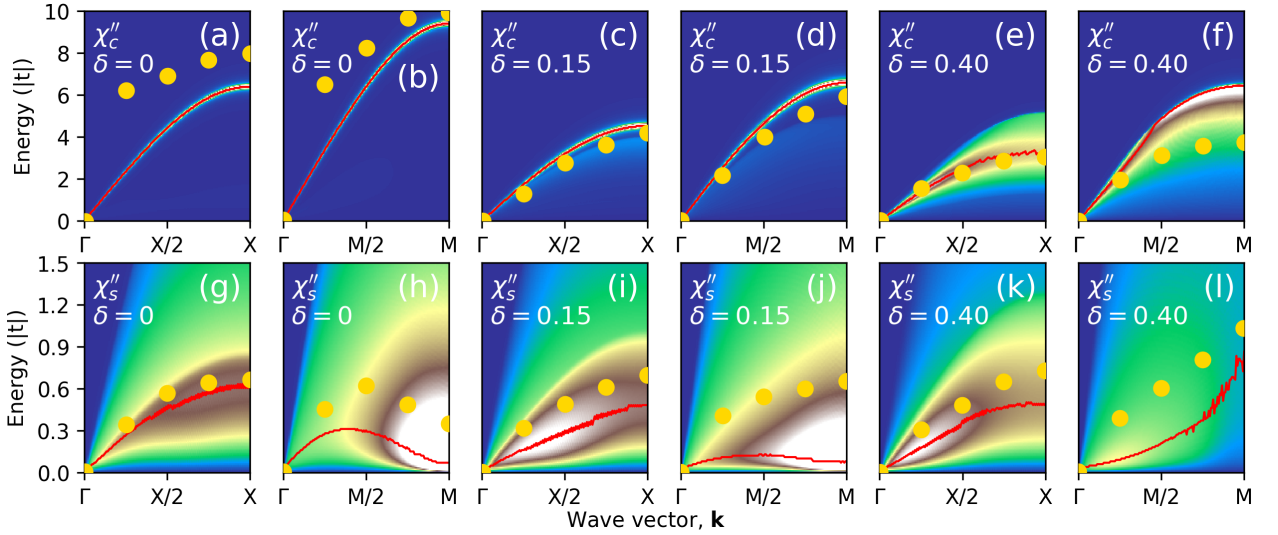 10
8
6
4
2
0
Energy (|t|)
χ″c δ = 0 (a)
χ″c δ = 0 (b)
χ″c δ = 0.15 (c)
χ″c δ = 0.15 (d)
χ″c δ = 0.40 (e)
χ″c δ = 0.40 (f)
Γ X/2 X
Γ M/2 M
Γ X/2 X
Γ M/2 M
Γ X/2 X
Γ M/2 M
1.5
1.2
0.9
0.6
0.3
0.0
Energy (|t|)
χ″s δ = 0 (g)
χ″s δ = 0 (h)
χ″s δ = 0.15 (i)
χ″s δ = 0.15 (j)
χ″s δ = 0.40 (k)
χ″s δ = 0.40 (l)
Γ X/2 X
Γ M/2 M
Γ X/2 X
Γ M/2 M
Γ X/2 X
Γ M/2 M
Wave vector, k